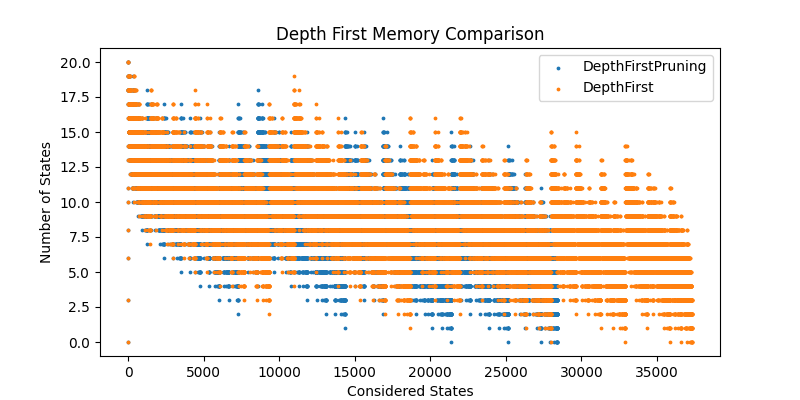 Depth First Memory Comparison
DepthFirstPruning
DepthFirst
20.0
17.5
15.0
12.5
10.0
7.5
5.0
2.5
0.0
Number of States
0 5000 10000 15000 20000 25000 30000 35000
Considered States